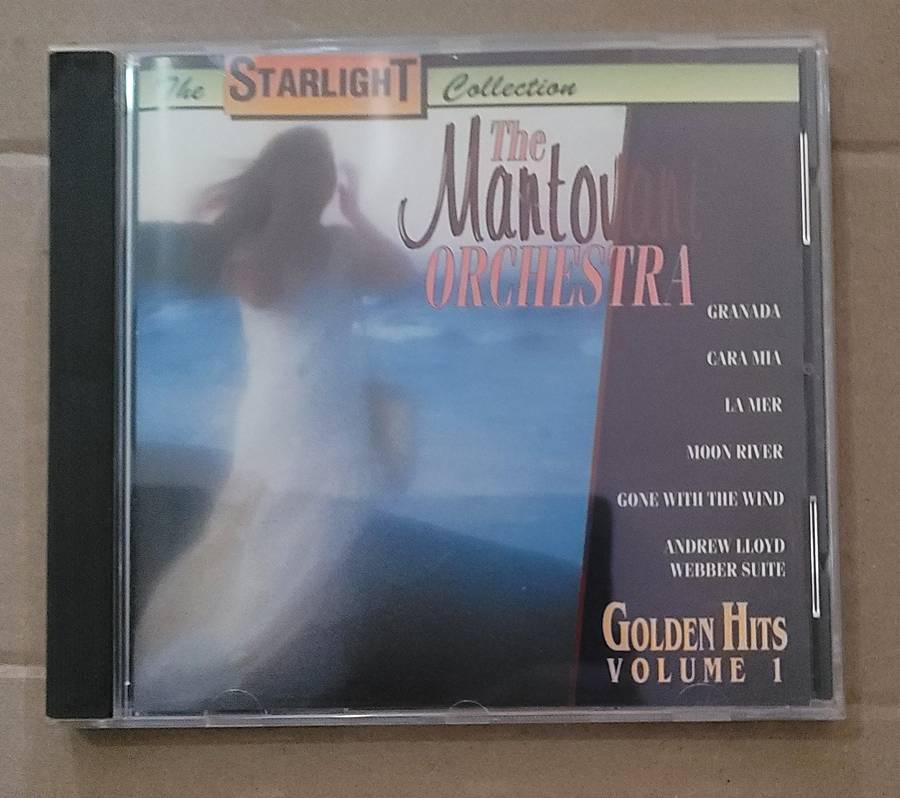 The STARLIGHT Collection
The
Mantovani
ORCHESTRA
GRANADA
CARA MIA
LA MER
MOON RIVER
GONE WITH THE WIND
ANDREW LLOYD
WEBBER SUITE
GOLDEN HITS
VOLUME 1